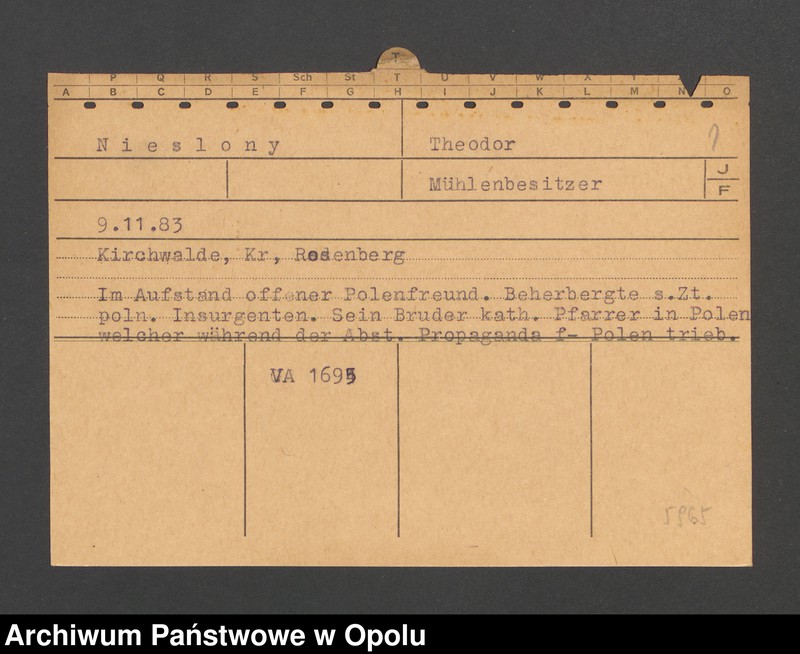 T
P Q R S Sch St T U V W X Y
A B C D E F G H I J K L M N O
Nieslony Theodor
Mühlenbesitzer J
F
9.11.83
Kirchwalde, Kr, Rosenberg
Im Aufstand offener Polenfreund. Beherbergte s.Zt.
poln. Insurgenten. Sein Bruder kath. Pfarrer in Polen
welcher während der Abst. Propaganda f- Polen trieb.
VA 1695
5965
Archiwum Państwowe w Opolu